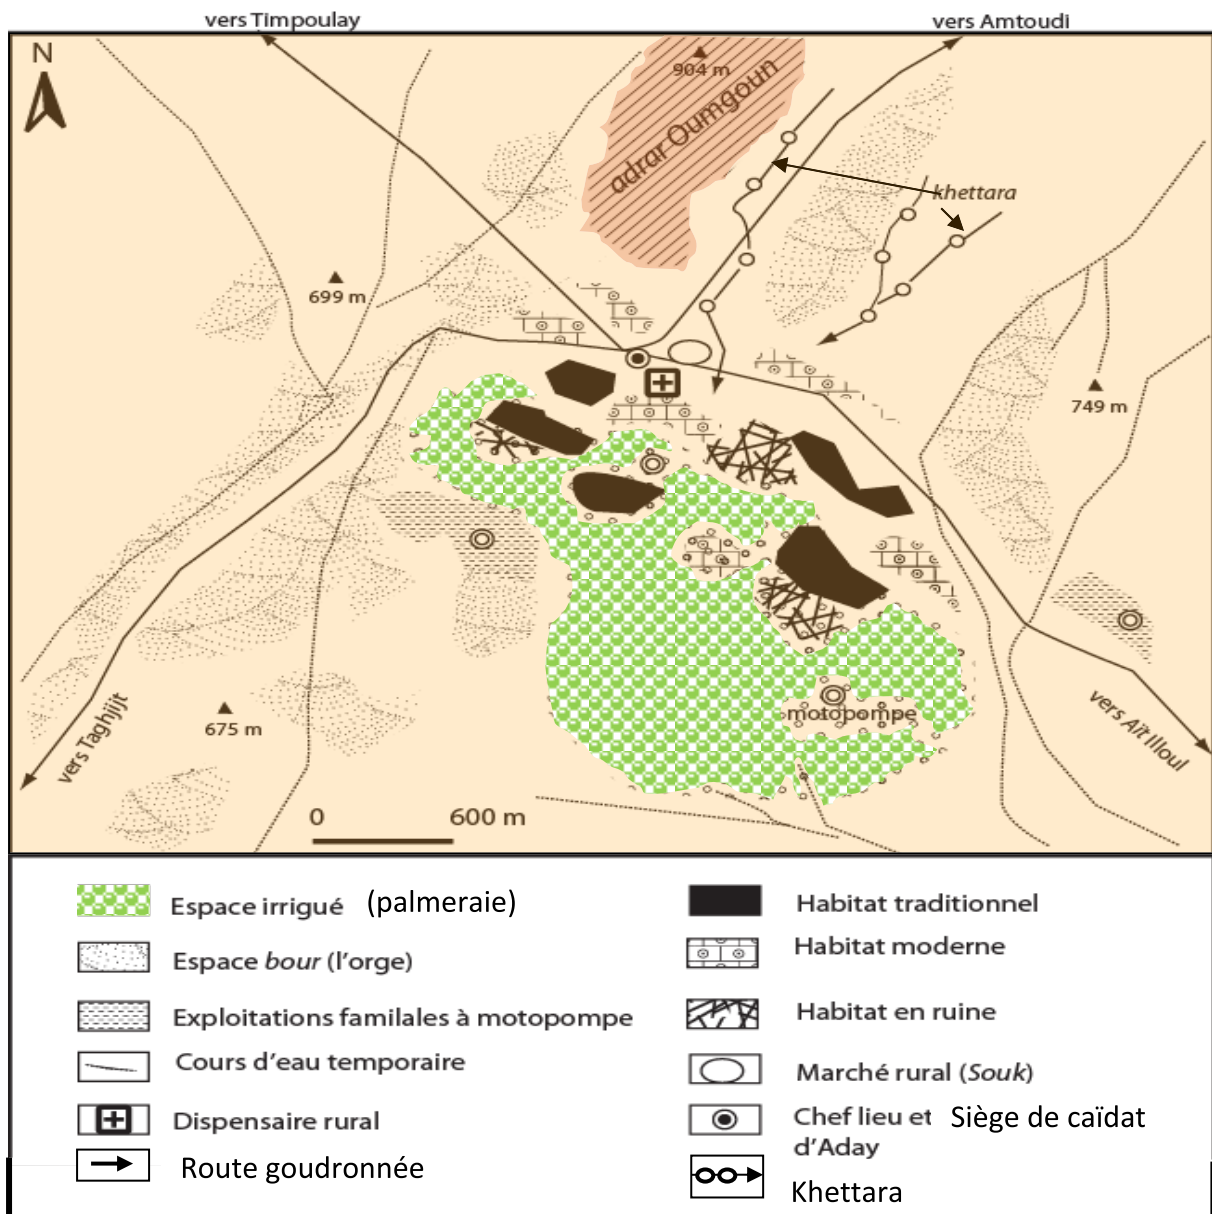 vers Timpoulay
vers Amtoudi
N
904 m
adrar Oumgoun
khettara
699 m
749 m
motopompe
675 m
vers Taghjijt
vers Aït Illoul
0
600 m
Espace irrigué (palmeraie)
Espace bour (l'orge)
Exploitations familales à motopompe
Cours d'eau temporaire
Dispensaire rural
Route goudronnée
Habitat traditionnel
Habitat moderne
Habitat en ruine
Marché rural (Souk)
Chef lieu et Siège de caïdat
d'Aday
Khettara